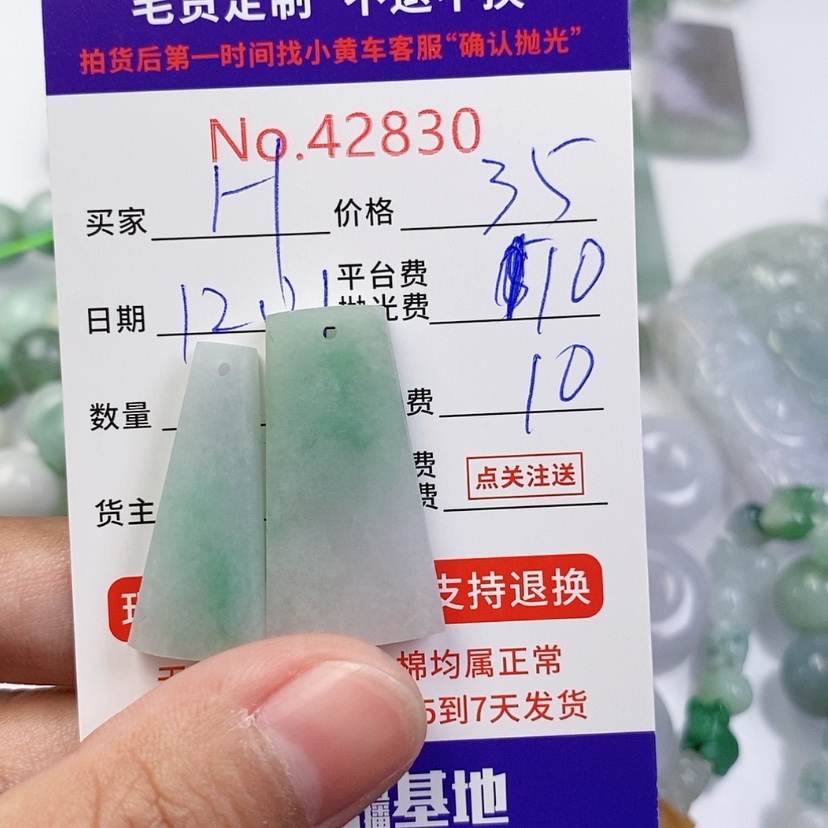 毛货定制 不退不换
拍货后第一时间找小黄车客服“确认抛光”
No.42830
买家 H 价格 35
平台费
日期 12.01 抛光费 10
数量 费 10
费
点关注送
货主 费
支持退换
棉均属正常
5到7天发货
基地